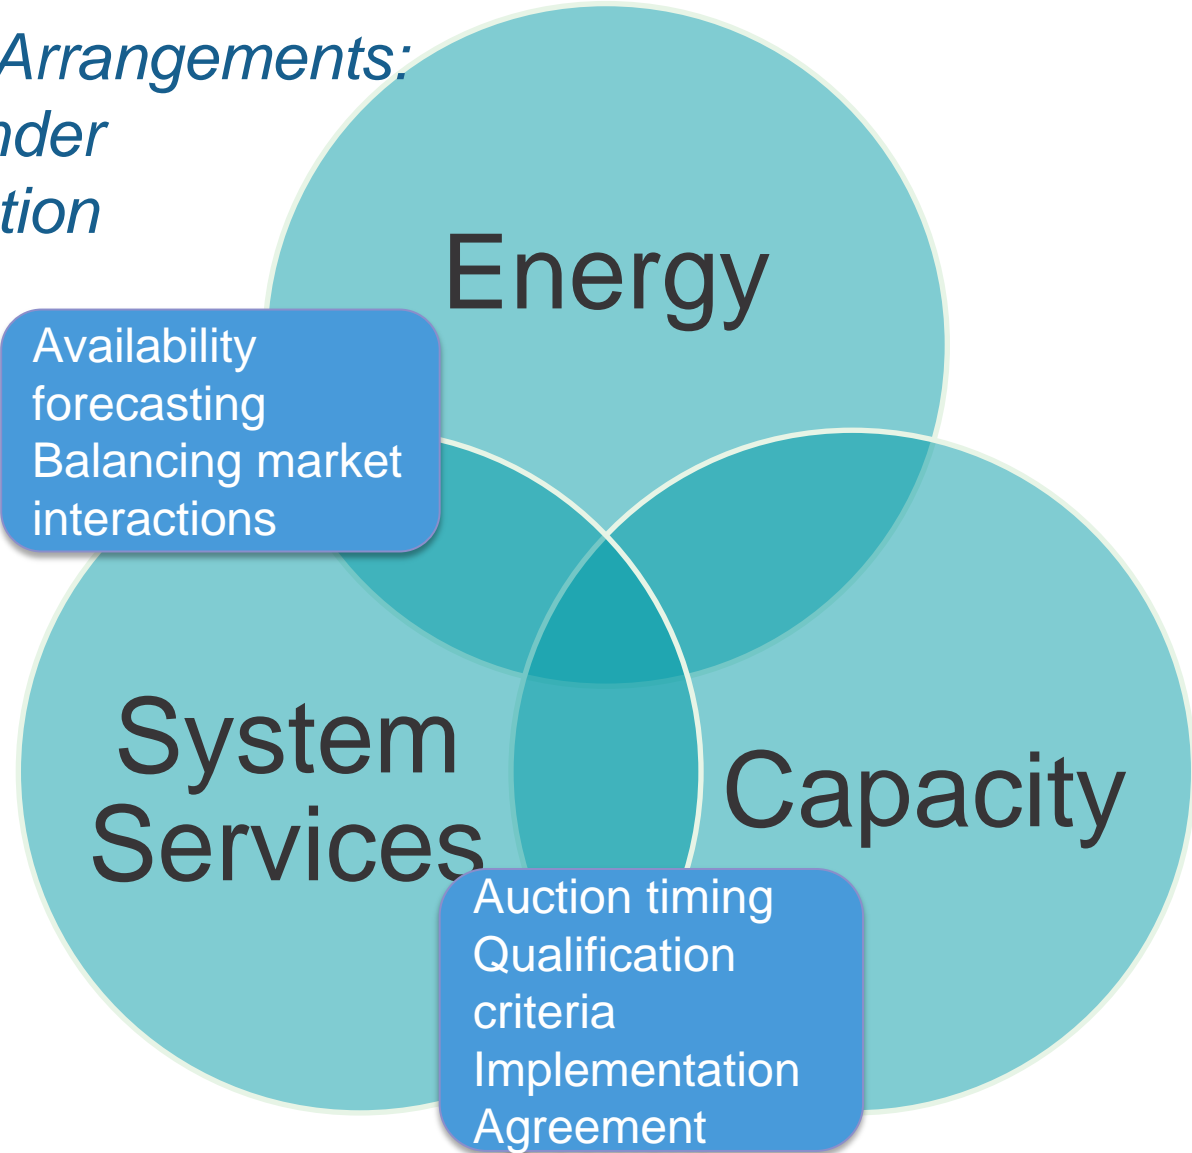 Arrangements:
nder
tion
Energy
Availability
forecasting
Balancing market
interactions
System
Services
Capacity
Auction timing
Qualification
criteria
Implementation
Agreement